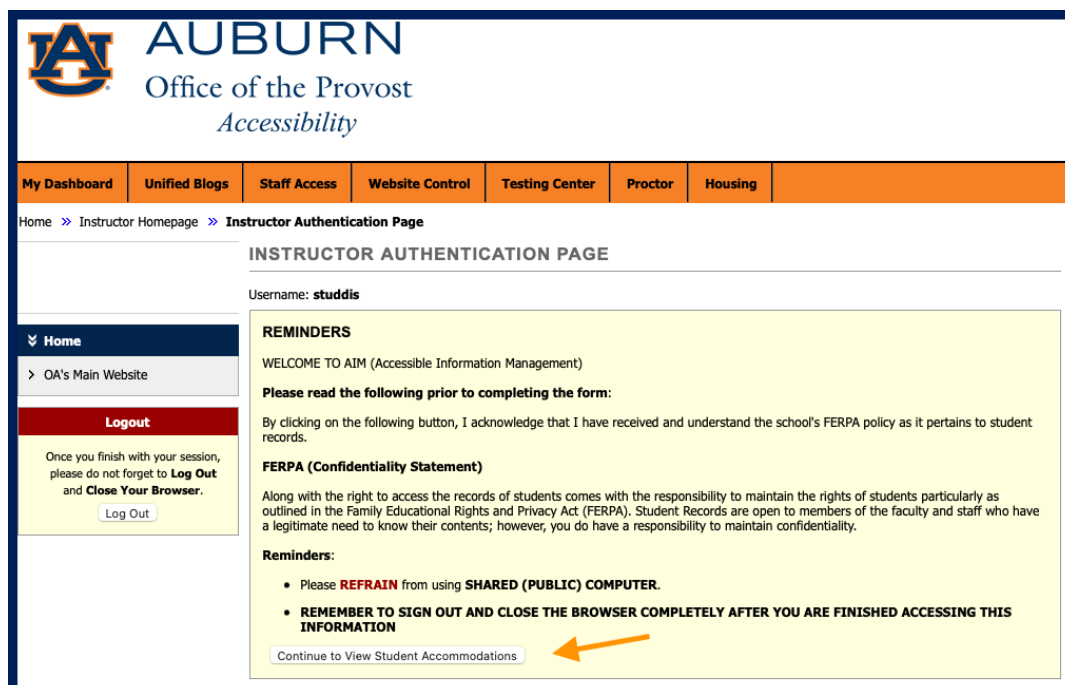 AUBURN
Office of the Provost
Accessibility
My Dashboard Unified Blogs Staff Access Website Control Testing Center Proctor Housing
Home » Instructor Homepage » Instructor Authentication Page
INSTRUCTOR AUTHENTICATION PAGE
Username: studdis
Home
> OA's Main Website
Logout
Once you finish with your session,
please do not forget to Log Out
and Close Your Browser.
Log Out
REMINDERS
WELCOME TO AIM (Accessible Information Management)
Please read the following prior to completing the form:
By clicking on the following button, I acknowledge that I have received and understand the school's FERPA policy as it pertains to student
records.
FERPA (Confidentiality Statement)
Along with the right to access the records of students comes with the responsibility to maintain the rights of students particularly as
outlined in the Family Educational Rights and Privacy Act (FERPA). Student Records are open to members of the faculty and staff who have
a legitimate need to know their contents; however, you do have a responsibility to maintain confidentiality.
Reminders:
• Please REFRAIN from using SHARED (PUBLIC) COMPUTER.
• REMEMBER TO SIGN OUT AND CLOSE THE BROWSER COMPLETELY AFTER YOU ARE FINISHED ACCESSING THIS
INFORMATION
Continue to View Student Accommodations